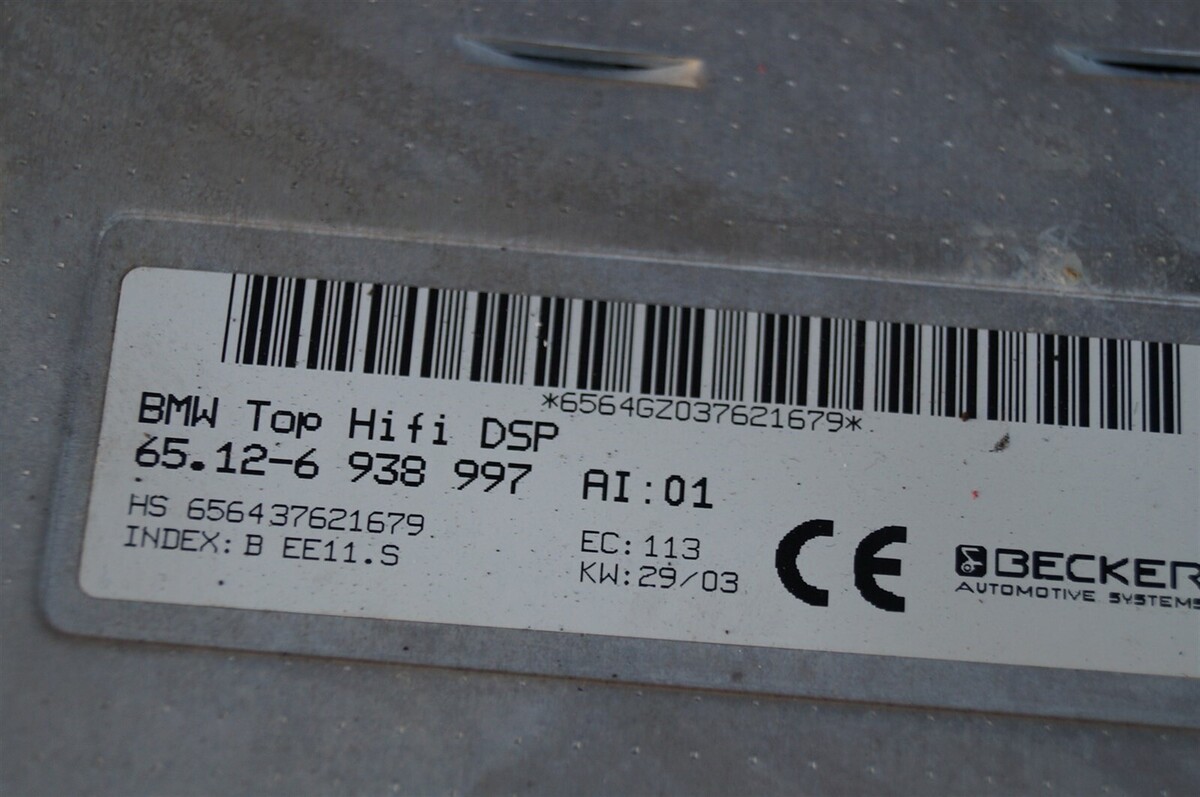 *6564GZ037621679*
BMW Top Hifi DSP
65.12-6 938 997 AI:01
HS 656437621679
INDEX: B EE11.S
EC: 113
KW: 29/03
CE
BECKER
AUTOMOTIVE SYSTEMS